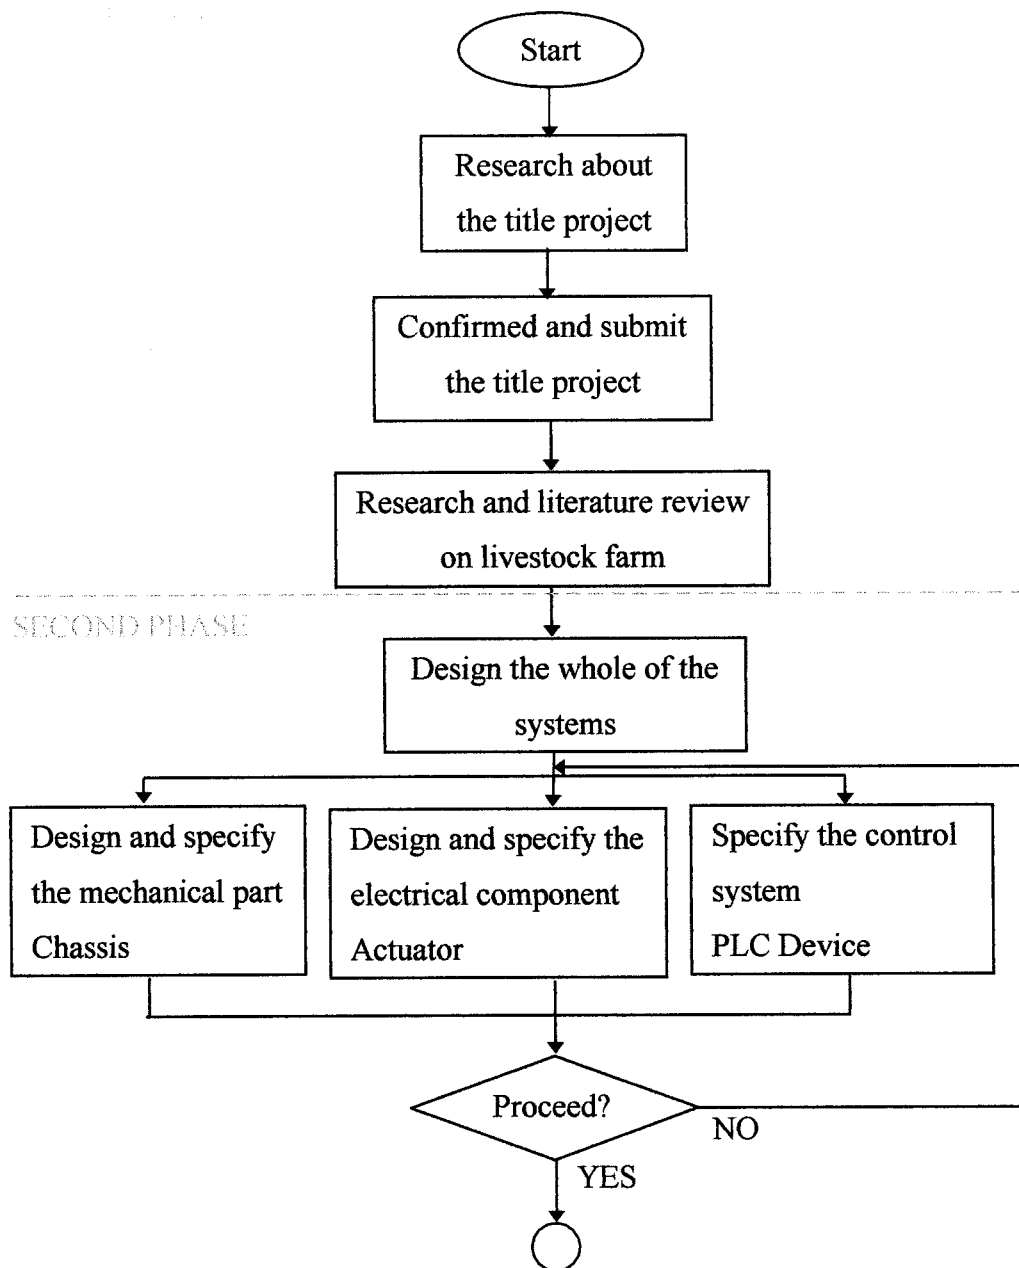 Start
Research about
the title project
Confirmed and submit
the title project
Research and literature review
on livestock farm
SECOND PHASE
Design the whole of the
systems
Design and specify
the mechanical part
Chassis
Design and specify the
electrical component
Actuator
Specify the control
system
PLC Device
Proceed?
NO
YES